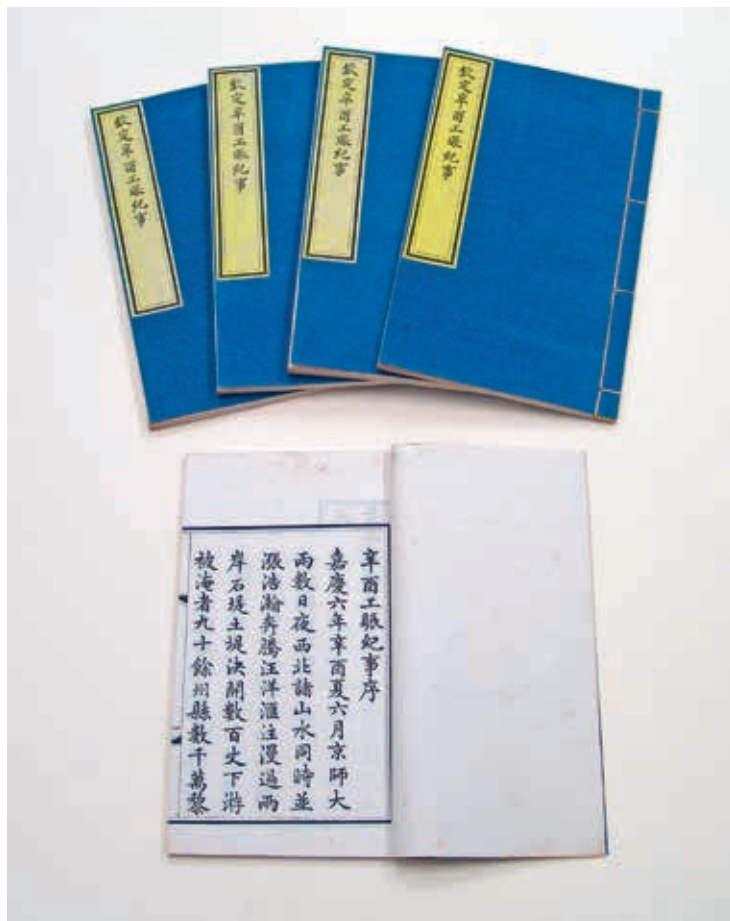 欽定辛酉工賑紀事
欽定辛酉工賑紀事
欽定辛酉工賑紀事
欽定辛酉工賑紀事
辛酉工賑紀事序
嘉慶六年辛酉夏六月京師大
雨數日夜西北諸山水同時並
漲浩瀚奔騰汪洋滙注漫過兩
岸石堤土堤決開數百丈下游
被淹者九十餘州縣數千萬黎